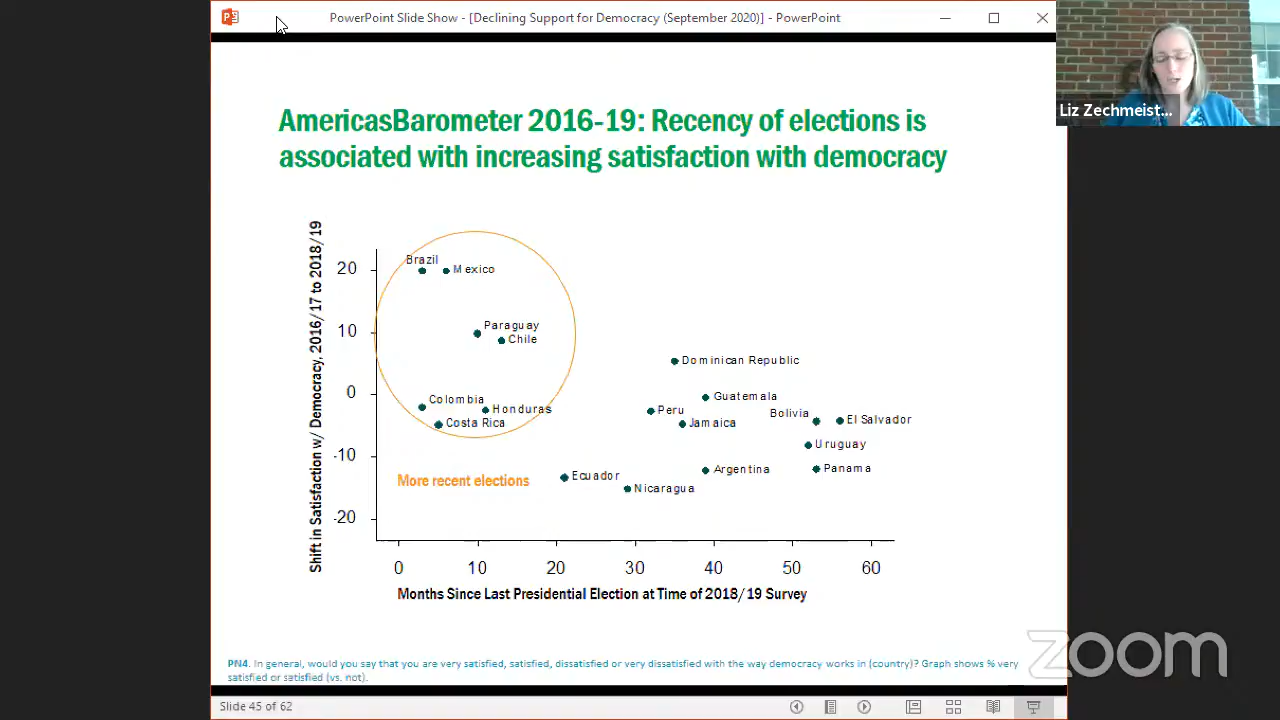 PowerPoint Slide Show - [Declining Support for Democracy (September 2020)] - PowerPoint
Liz Zechmeist...
AmericasBarometer 2016-19: Recency of elections is
associated with increasing satisfaction with democracy
Shift in Satisfaction w/ Democracy, 2016/17 to 2018/19
20
10
0
-10
-20
Brazil
Mexico
Paraguay
Chile
Colombia
Honduras
Costa Rica
Dominican Republic
Guatemala
Peru
Jamaica
Bolivia
El Salvador
Uruguay
Argentina
Panama
Ecuador
Nicaragua
More recent elections
0 10 20 30 40 50 60
Months Since Last Presidential Election at Time of 2018/19 Survey
PN4. In general, would you say that you are very satisfied, satisfied, dissatisfied or very dissatisfied with the way democracy works in (country)? Graph shows % very
satisfied or satisfied (vs. not).
zoom
Slide 45 of 62